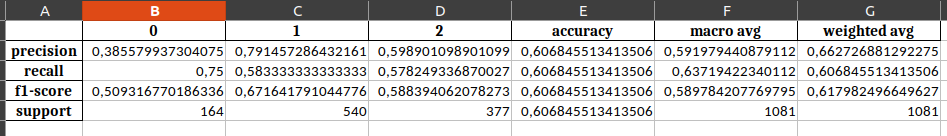 A B C D E F G
0 1 2 accuracy macro avg weighted avg
precision 0,385579937304075 0,791457286432161 0,598901098901099 0,606845513413506 0,591979440879112 0,662726881292275
recall 0,75 0,583333333333333 0,578249336870027 0,606845513413506 0,63719422340112 0,606845513413506
f1-score 0,509316770186336 0,671641791044776 0,588394062078273 0,606845513413506 0,589784207769795 0,617982496649627
support 164 540 377 0,606845513413506 1081 1081